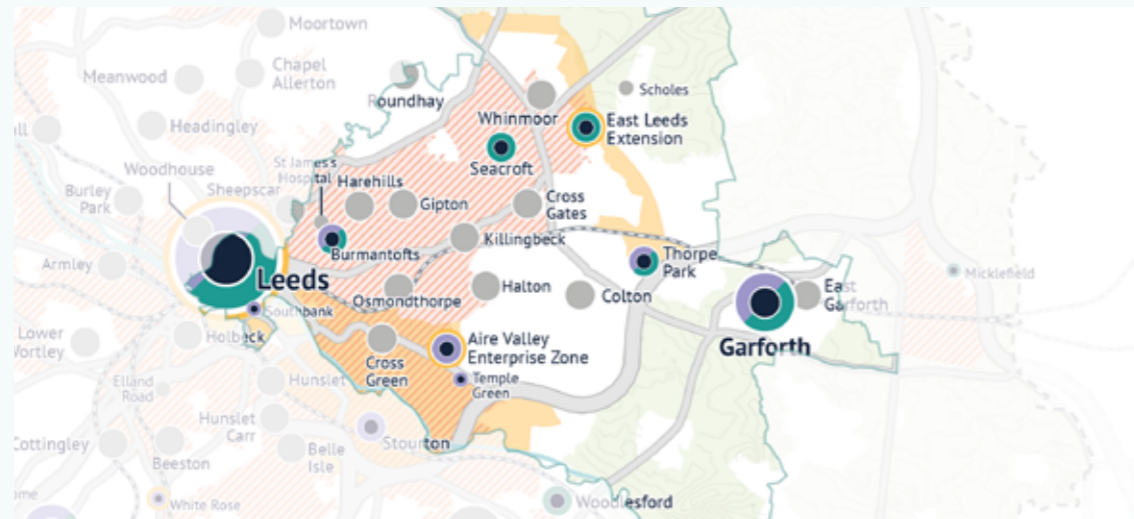 Moortown
Meanwood
Chapel
Allerton
Roundhay
Scholes
Whinmoor
East Leeds
Extension
Headingley
Woodhouse
St James's
Hospital
Seacroft
Burley
Park
Sheepscar
Harehills
Gipton
Cross
Gates
Killingbeck
Burmantofts
Armley
Leeds
Thorpe
Park
Micklefield
Osmondthorpe
Halton
Colton
East
Garforth
Southbank
Garforth
Lower
Wortley
Holbeck
Cross
Green
Aire Valley
Enterprise Zone
Temple
Green
Elland
Road
Hunslet
Hunslet
Carr
Stourton
Cottingley
Beeston
Belle
Isle
White Rose
Woodlesford